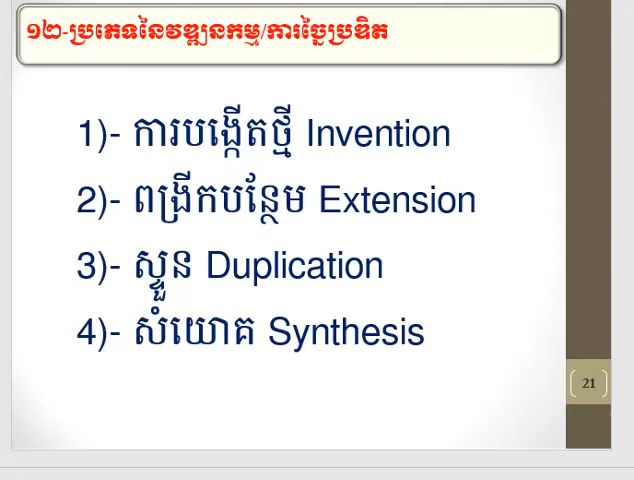 ១២-ប្រភេទនៃវឌ្ឍនកម្ម/ការច្នៃប្រឌិត
1)- ការបង្កើតថ្មី Invention
2)- ពង្រីកបន្ថែម Extension
3)- ស្ទួន Duplication
4)- សំយោគ Synthesis
21